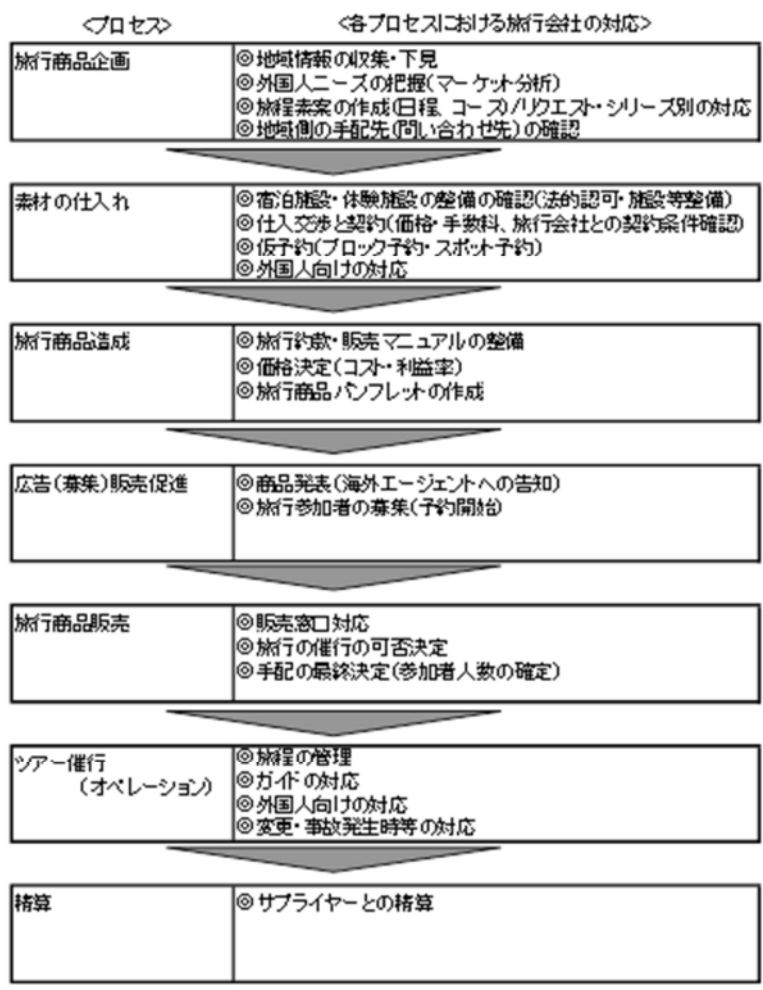 <プロセス>
<各プロセスにおける旅行会社の対応>
旅行商品企画
◎地域情報の収集・下見
◎外国人ニーズの把握(マーケット分析)
◎旅程素案の作成(日程、コース)/リクエスト・シリーズ別の対応
◎地域側の手配先(問い合わせ先)の確認
素材の仕入れ
◎宿泊施設・体験施設の整備の確認(法的認可・施設等整備)
◎仕入交渉と契約(価格・手数料、旅行会社との契約条件確認)
◎仮予約(ブロック予約・スポット予約)
◎外国人向けの対応
旅行商品造成
◎旅行約款・販売マニュアルの整備
◎価格決定(コスト・利益率)
◎旅行商品パンフレットの作成
広告(募集)販売促進
◎商品発表(海外エージェントへの告知)
◎旅行参加者の募集(予約開始)
旅行商品販売
◎販売窓口対応
◎旅行の催行の可否決定
◎手配の最終決定(参加者人数の確定)
ツアー催行
(オペレーション)
◎旅程の管理
◎ガイドの対応
◎外国人向けの対応
◎変更・事故発生時等の対応
精算
◎サプライヤーとの精算